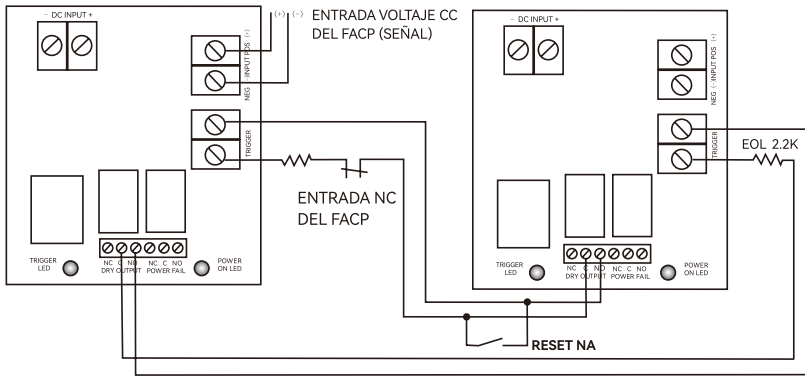 − DC INPUT +
(+) (−)
ENTRADA VOLTAJE CC
DEL FACP (SEÑAL)
NEG (−)INPUT POS (+)
TRIGGER
ENTRADA NC
DEL FACP
NC C NO NC C NO
DRY OUTPUT POWER FAIL
TRIGGER
LED
POWER
ON LED
− DC INPUT +
NEG (−)INPUT POS (+)
TRIGGER
EOL 2.2K
NC C NO NC C NO
DRY OUTPUT POWER FAIL
TRIGGER
LED
POWER
ON LED
RESET NA